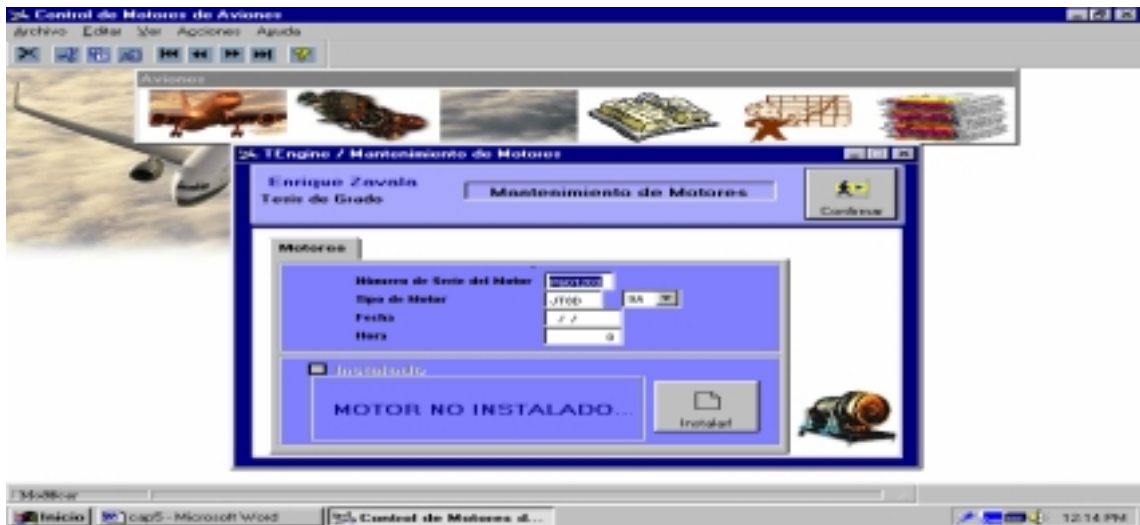 Control de Motores de Aviones
Archivo Editar Ver Acciones Ayuda
Aviones
TEngine / Mantenimiento de Motores
Enrique Zavala
Tesis de Grado
Mantenimiento de Motores
Confirmar
Motores
Número de Serie del Motor
Tipo de Motor JT8D 9A
Fecha / /
Hora 0
Instalado
MOTOR NO INSTALADO...
Instalar!
Modificar
Inicio cap5 - Microsoft Word Control de Motores d... 12:14 PM